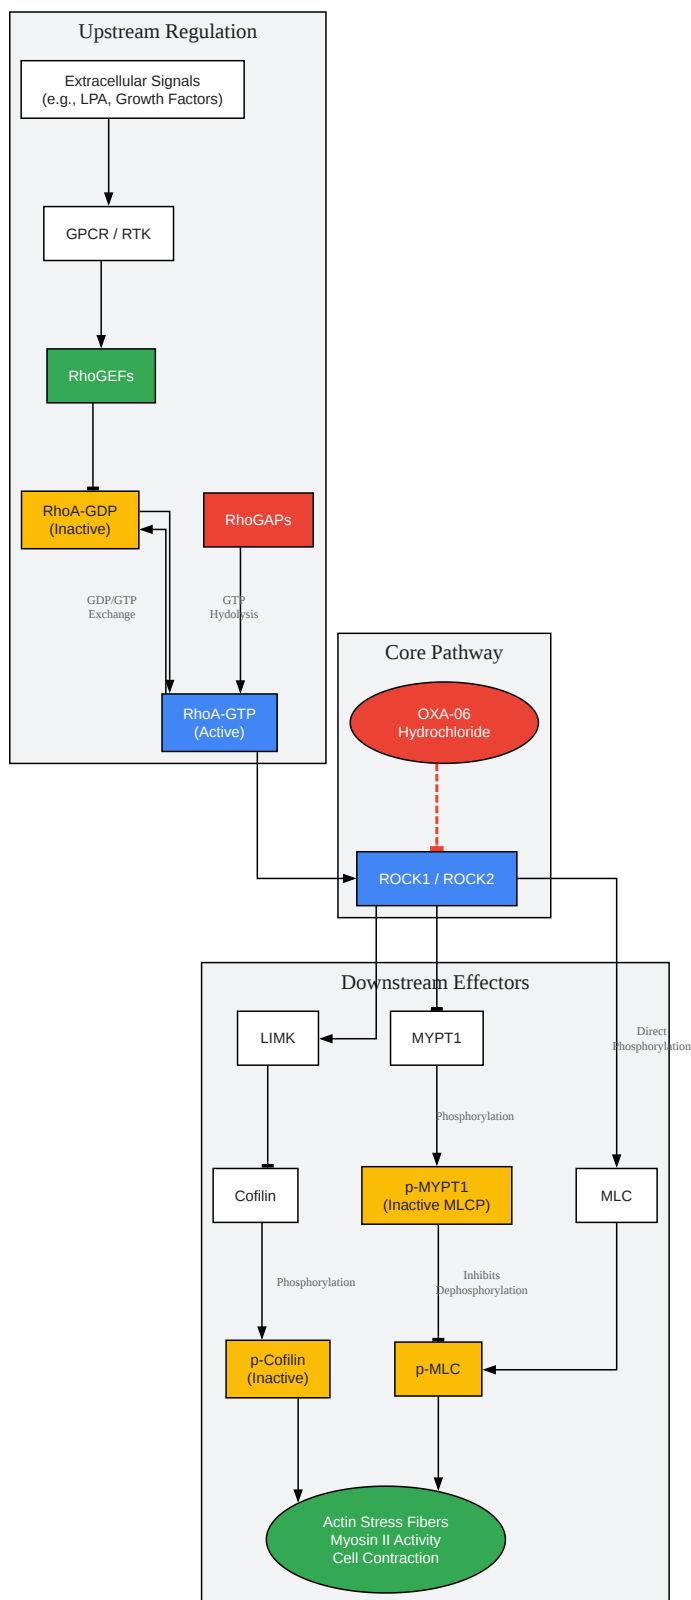 Upstream Regulation
Extracellular Signals
(e.g., LPA, Growth Factors)
GPCR / RTK
RhoGEFs
RhoA-GDP
(Inactive)
RhoGAPs
GDP/GTP
Exchange
GTP
Hydolysis
RhoA-GTP
(Active)
Core Pathway
OXA-06
Hydrochloride
ROCK1 / ROCK2
Downstream Effectors
LIMK
MYPT1
Direct
Phosphorylation
Phosphorylation
Cofilin
p-MYPT1
(Inactive MLCP)
MLC
Phosphorylation
Inhibits
Dephosphorylation
p-Cofilin
(Inactive)
p-MLC
Actin Stress Fibers
Myosin II Activity
Cell Contraction